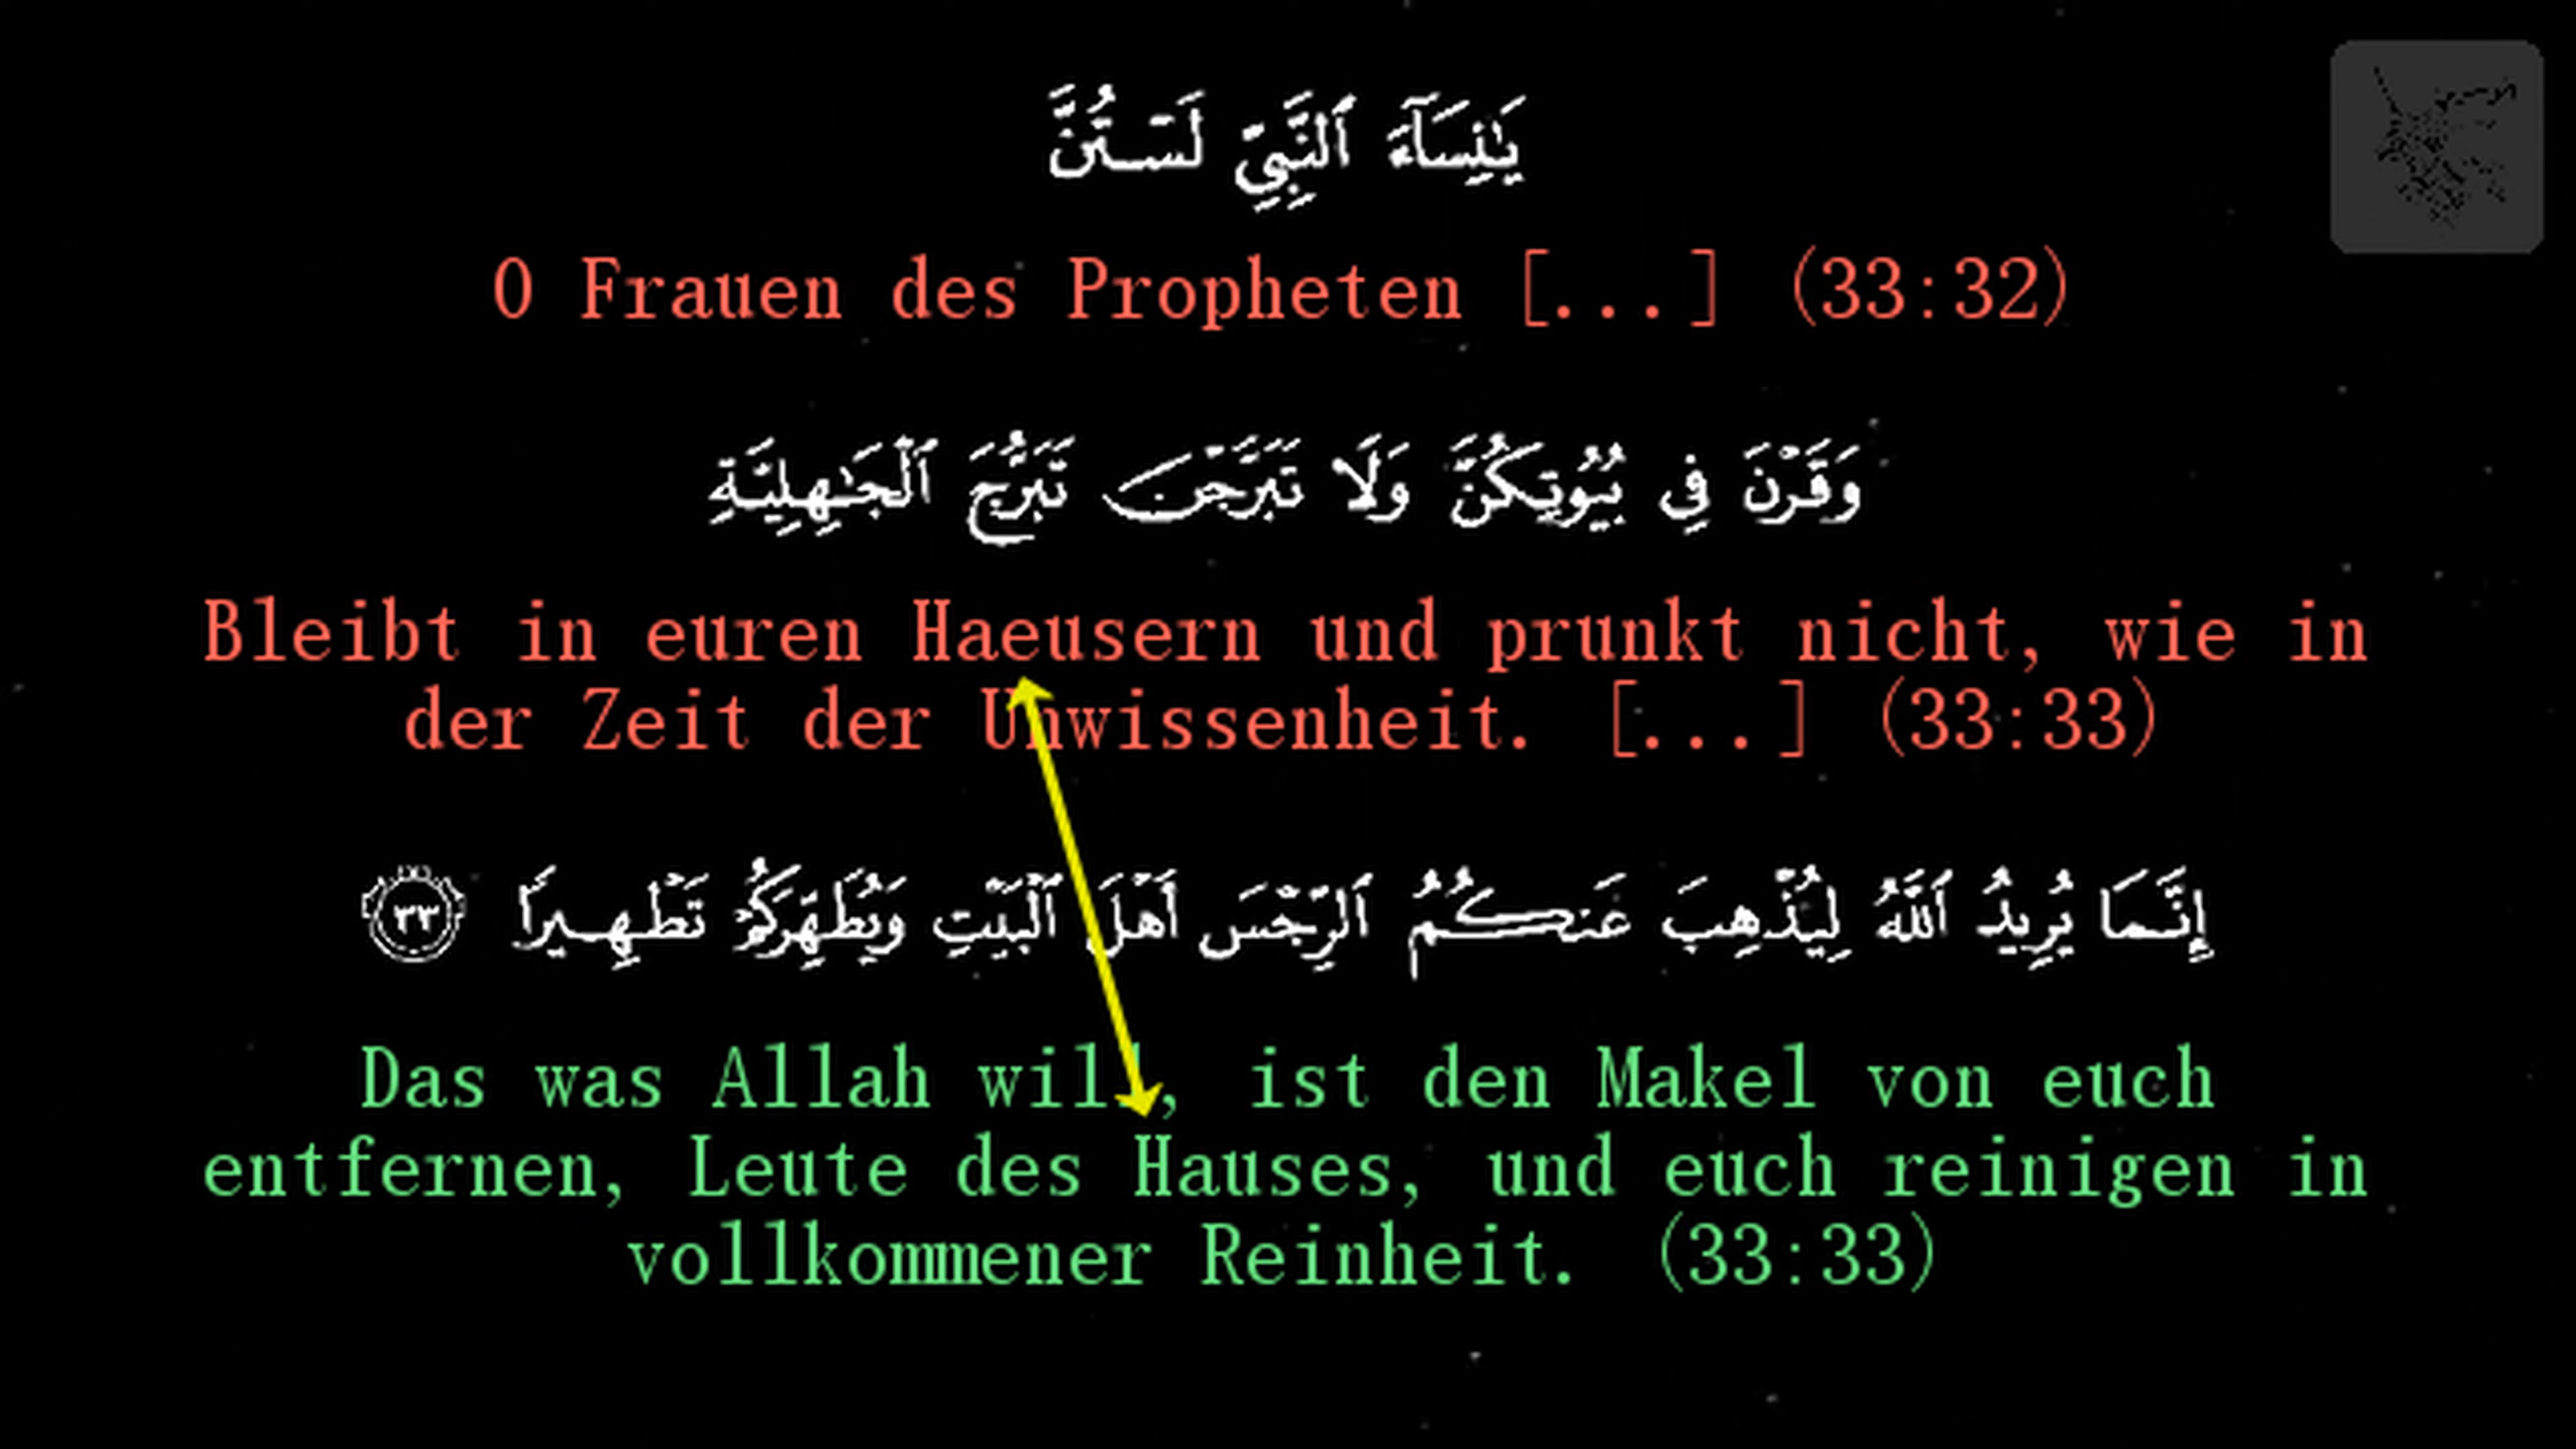 يَـٰنِسَآءَ ٱلنَّبِيِّ لَسْتُنَّ
O Frauen des Propheten [...] (33:32)
وَقَرْنَ فِى بُيُوتِكُنَّ وَلَا تَبَرَّجْنَ تَبَرُّجَ ٱلْجَـٰهِلِيَّةِ
Bleibt in euren Haeusern und prunkt nicht, wie in
der Zeit der Unwissenheit. [...] (33:33)
إِنَّمَا يُرِيدُ ٱللَّهُ لِيُذْهِبَ عَنكُمُ ٱلرِّجْسَ أَهْلَ ٱلْبَيْتِ وَيُطَهِّرَكُمْ تَطْهِيرًا ٣٣
Das was Allah will, ist den Makel von euch
entfernen, Leute des Hauses, und euch reinigen in
vollkommener Reinheit. (33:33)